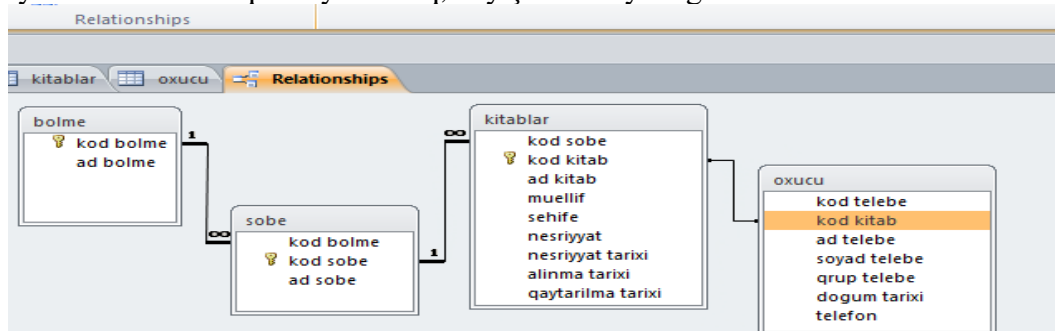 Relationships
kitablar
oxucu
Relationships
bolme
kod bolme
ad bolme
1
∞
sobe
kod bolme
kod sobe
ad sobe
1
∞
kitablar
kod sobe
kod kitab
ad kitab
muellif
sehife
nesriyyat
nesriyyat tarixi
alinma tarixi
qaytarilma tarixi
oxucu
kod telebe
kod kitab
ad telebe
soyad telebe
qrup telebe
dogum tarixi
telefon